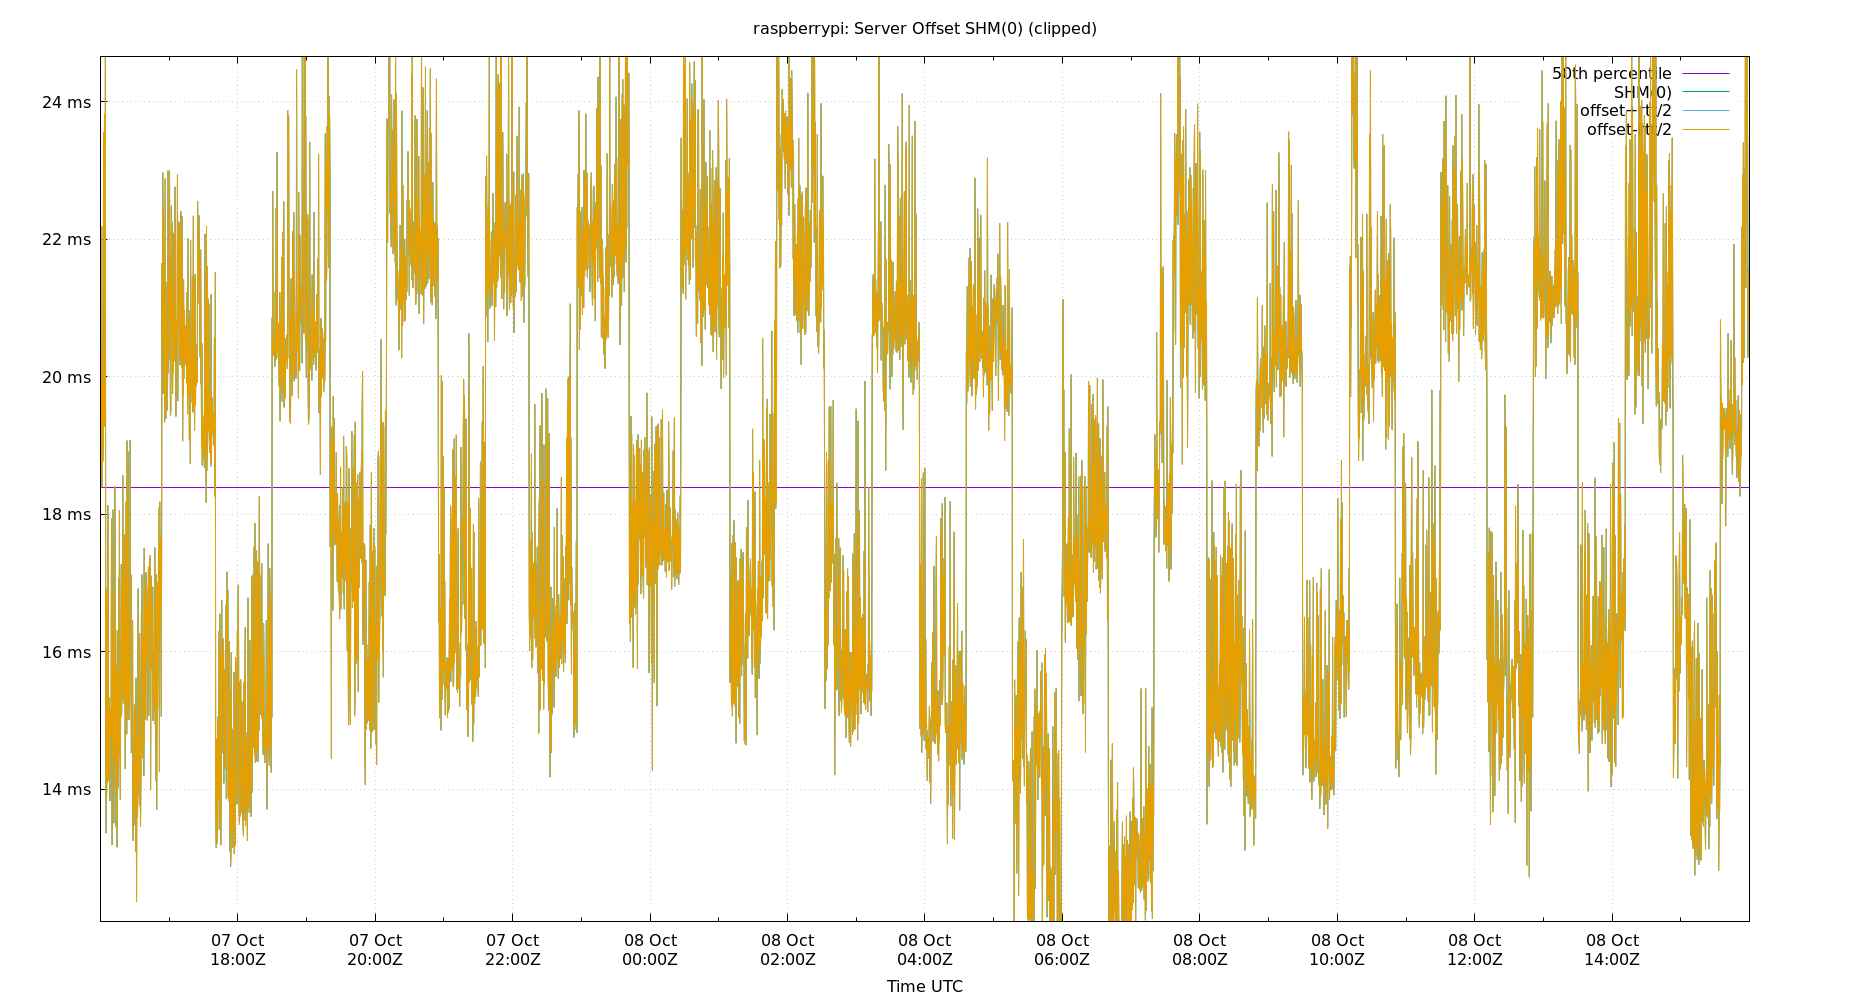 raspberrypi: Server Offset SHM(0) (clipped)
50th percentile
SHM(0)
offset-rtt/2
24 ms
22 ms
20 ms
18 ms
16 ms
14 ms
07 Oct 07 Oct 07 Oct 08 Oct 08 Oct 08 Oct 08 Oct 08 Oct 08 Oct 08 Oct 08 Oct
18:00Z 20:00Z 22:00Z 00:00Z 02:00Z 04:00Z 06:00Z 08:00Z 10:00Z 12:00Z 14:00Z
Time UTC